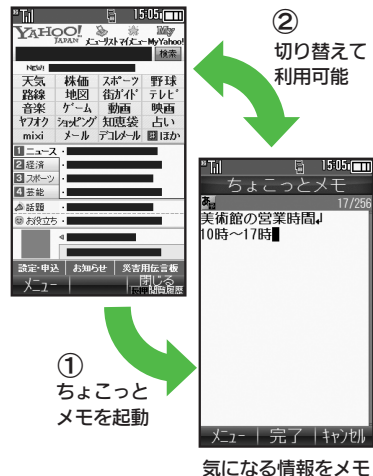 15:05
YAHOO!
JAPAN
メニューリスト マイメニュー My Yahoo!
検索
NEW!
天気 株価 スポーツ 野球
路線 地図 街ガイド テレビ
音楽 ゲーム 動画 映画
ヤフオク ショッピング 知恵袋 占い
mixi メール デコメール ほか
1 ニュース
2 経済
3 スポーツ
4 芸能
話題
お役立ち
設定・申込 お知らせ 災害用伝言板
メニュー 閉じる
長押 閲覧履歴
②
切り替えて
利用可能
15:05
ちょこっとメモ
あ 17/256
美術館の営業時間↲
10時～17時
メニュー 完了 キャンセル
気になる情報をメモ
①
ちょこっと
メモを起動